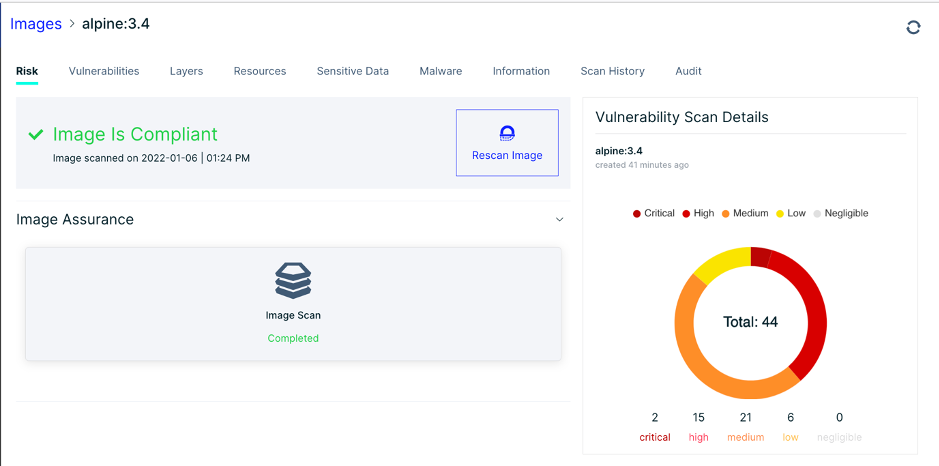 Images > alpine:3.4
Risk Vulnerabilities Layers Resources Sensitive Data Malware Information Scan History Audit
Image Is Compliant
Image scanned on 2022-01-06 | 01:24 PM
Rescan Image
Image Assurance
Image Scan
Completed
Vulnerability Scan Details
alpine:3.4
created 41 minutes ago
Critical High Medium Low Negligible
Total: 44
2 15 21 6 0
critical high medium low negligible